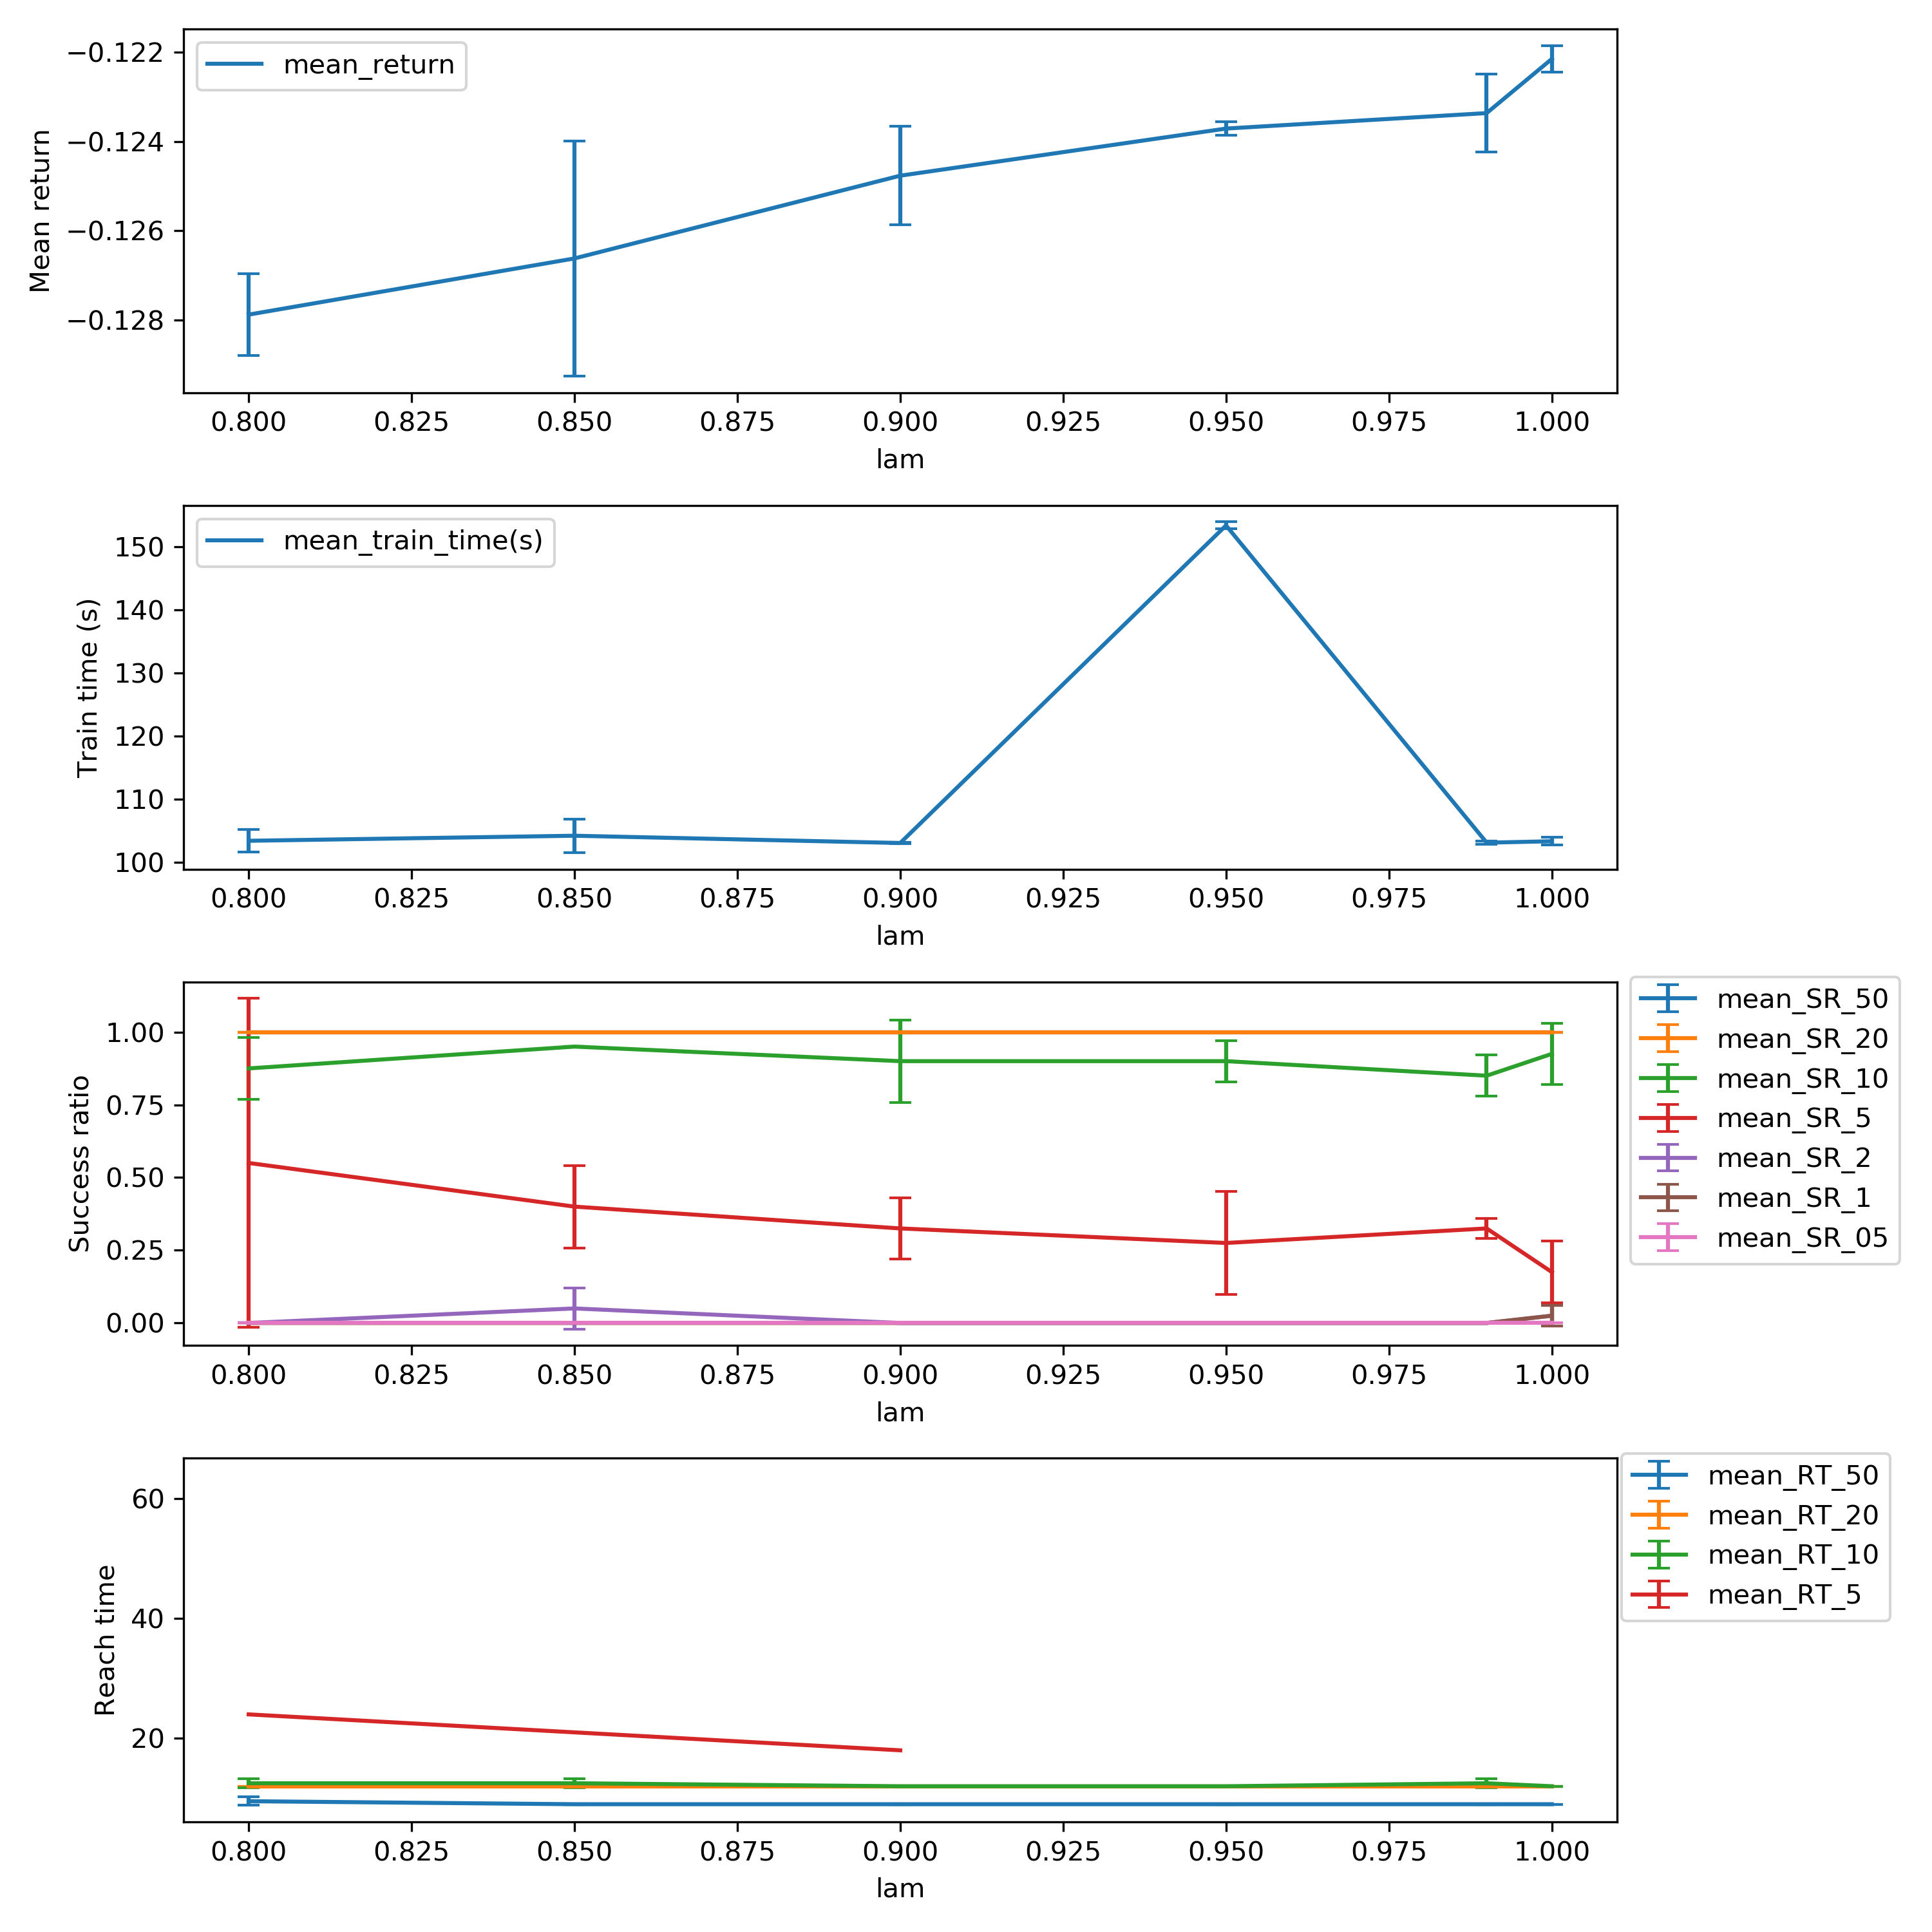 mean_return
Mean return
−0.122
−0.124
−0.126
−0.128
0.800 0.825 0.850 0.875 0.900 0.925 0.950 0.975 1.000
lam
mean_train_time(s)
Train time (s)
150
140
130
120
110
100
0.800 0.825 0.850 0.875 0.900 0.925 0.950 0.975 1.000
lam
mean_SR_50
mean_SR_20
mean_SR_10
mean_SR_5
mean_SR_2
mean_SR_1
mean_SR_05
Success ratio
1.00
0.75
0.50
0.25
0.00
0.800 0.825 0.850 0.875 0.900 0.925 0.950 0.975 1.000
lam
mean_RT_50
mean_RT_20
mean_RT_10
mean_RT_5
Reach time
60
40
20
0.800 0.825 0.850 0.875 0.900 0.925 0.950 0.975 1.000
lam